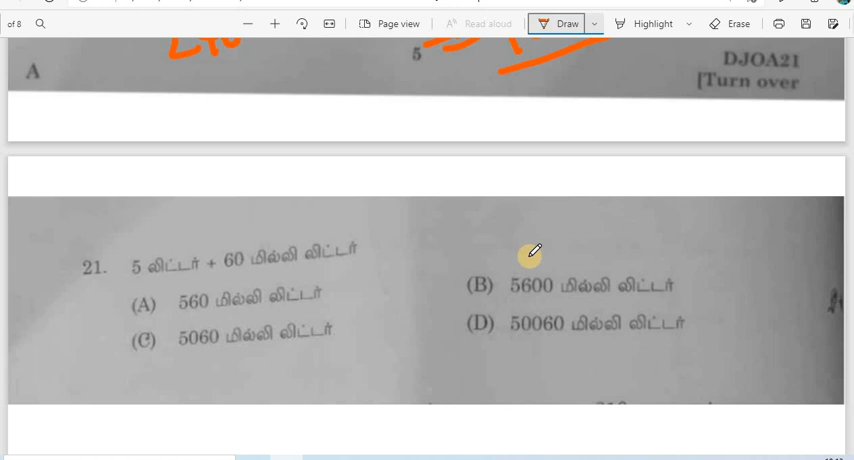 of 8 Page view Read aloud Draw Highlight Erase
A
5
DJOA21
[Turn over
21. 5 லிட்டர் + 60 மில்லி லிட்டர்
(A) 560 மில்லி லிட்டர் (B) 5600 மில்லி லிட்டர்
(C) 5060 மில்லி லிட்டர் (D) 50060 மில்லி லிட்டர்